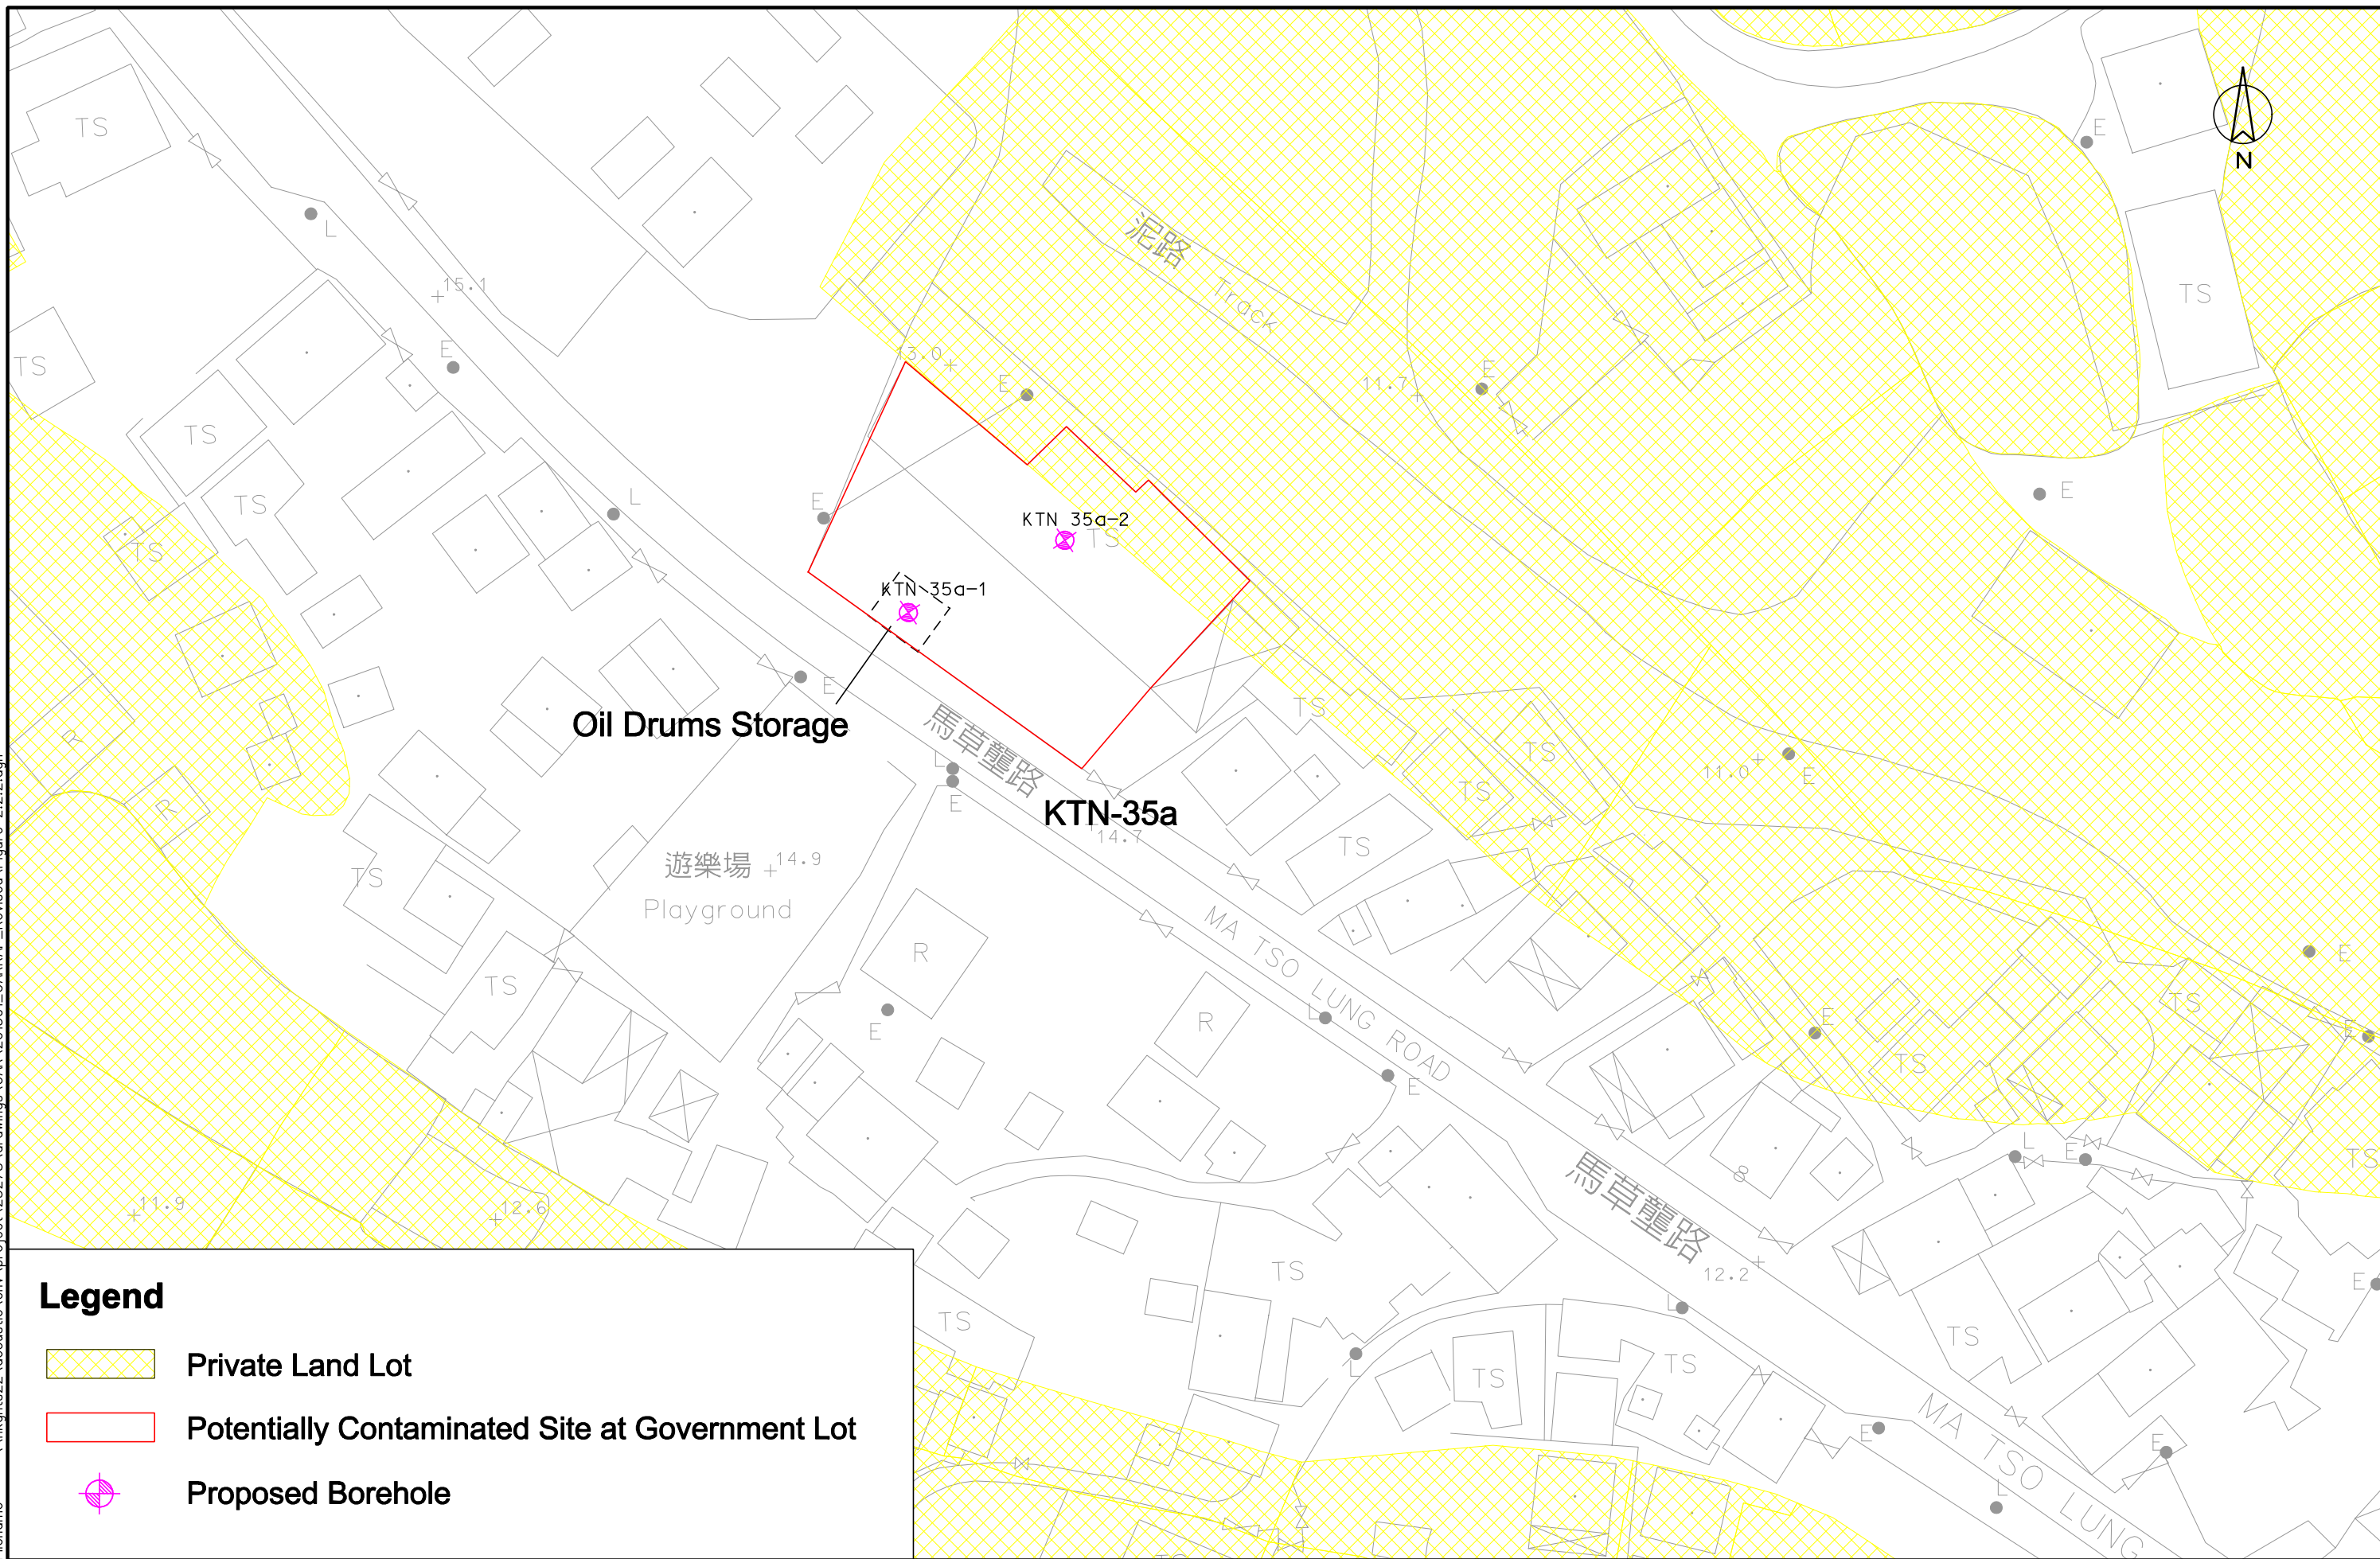 TS
E
N
L
15.1
泥路
Track
TS
TS
13.0
E
E
11.7
E
TS
TS
L
E
KTN 35a-2
TS
E
TS
KTN 35a-1
E
R
Oil Drums Storage
馬草壟路
TS
TS
TS
R
L
E
KTN-35a
14.7
11.0
E
TS
遊樂場
14.9
Playground
TS
MA TSO LUNG ROAD
R
E
TS
E
R
L
TS
E
E
TS
E
8
L
E
TS
11.9
12.6
馬草壟路
12.2
TS
E
L
TS
TS
TS
TS
L
MA TSO LUNG
E
E
L
TS
Legend
Private Land Lot
Potentially Contaminated Site at Government Lot
Proposed Borehole